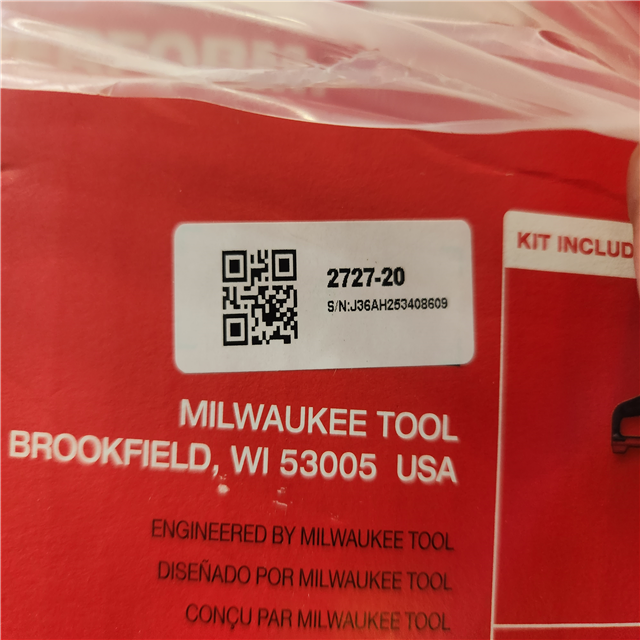 2727-20
S/N:J36AH253408609
KIT INCLUD
MILWAUKEE TOOL
BROOKFIELD, WI 53005 USA
ENGINEERED BY MILWAUKEE TOOL
DISEÑADO POR MILWAUKEE TOOL
CONÇU PAR MILWAUKEE TOOL